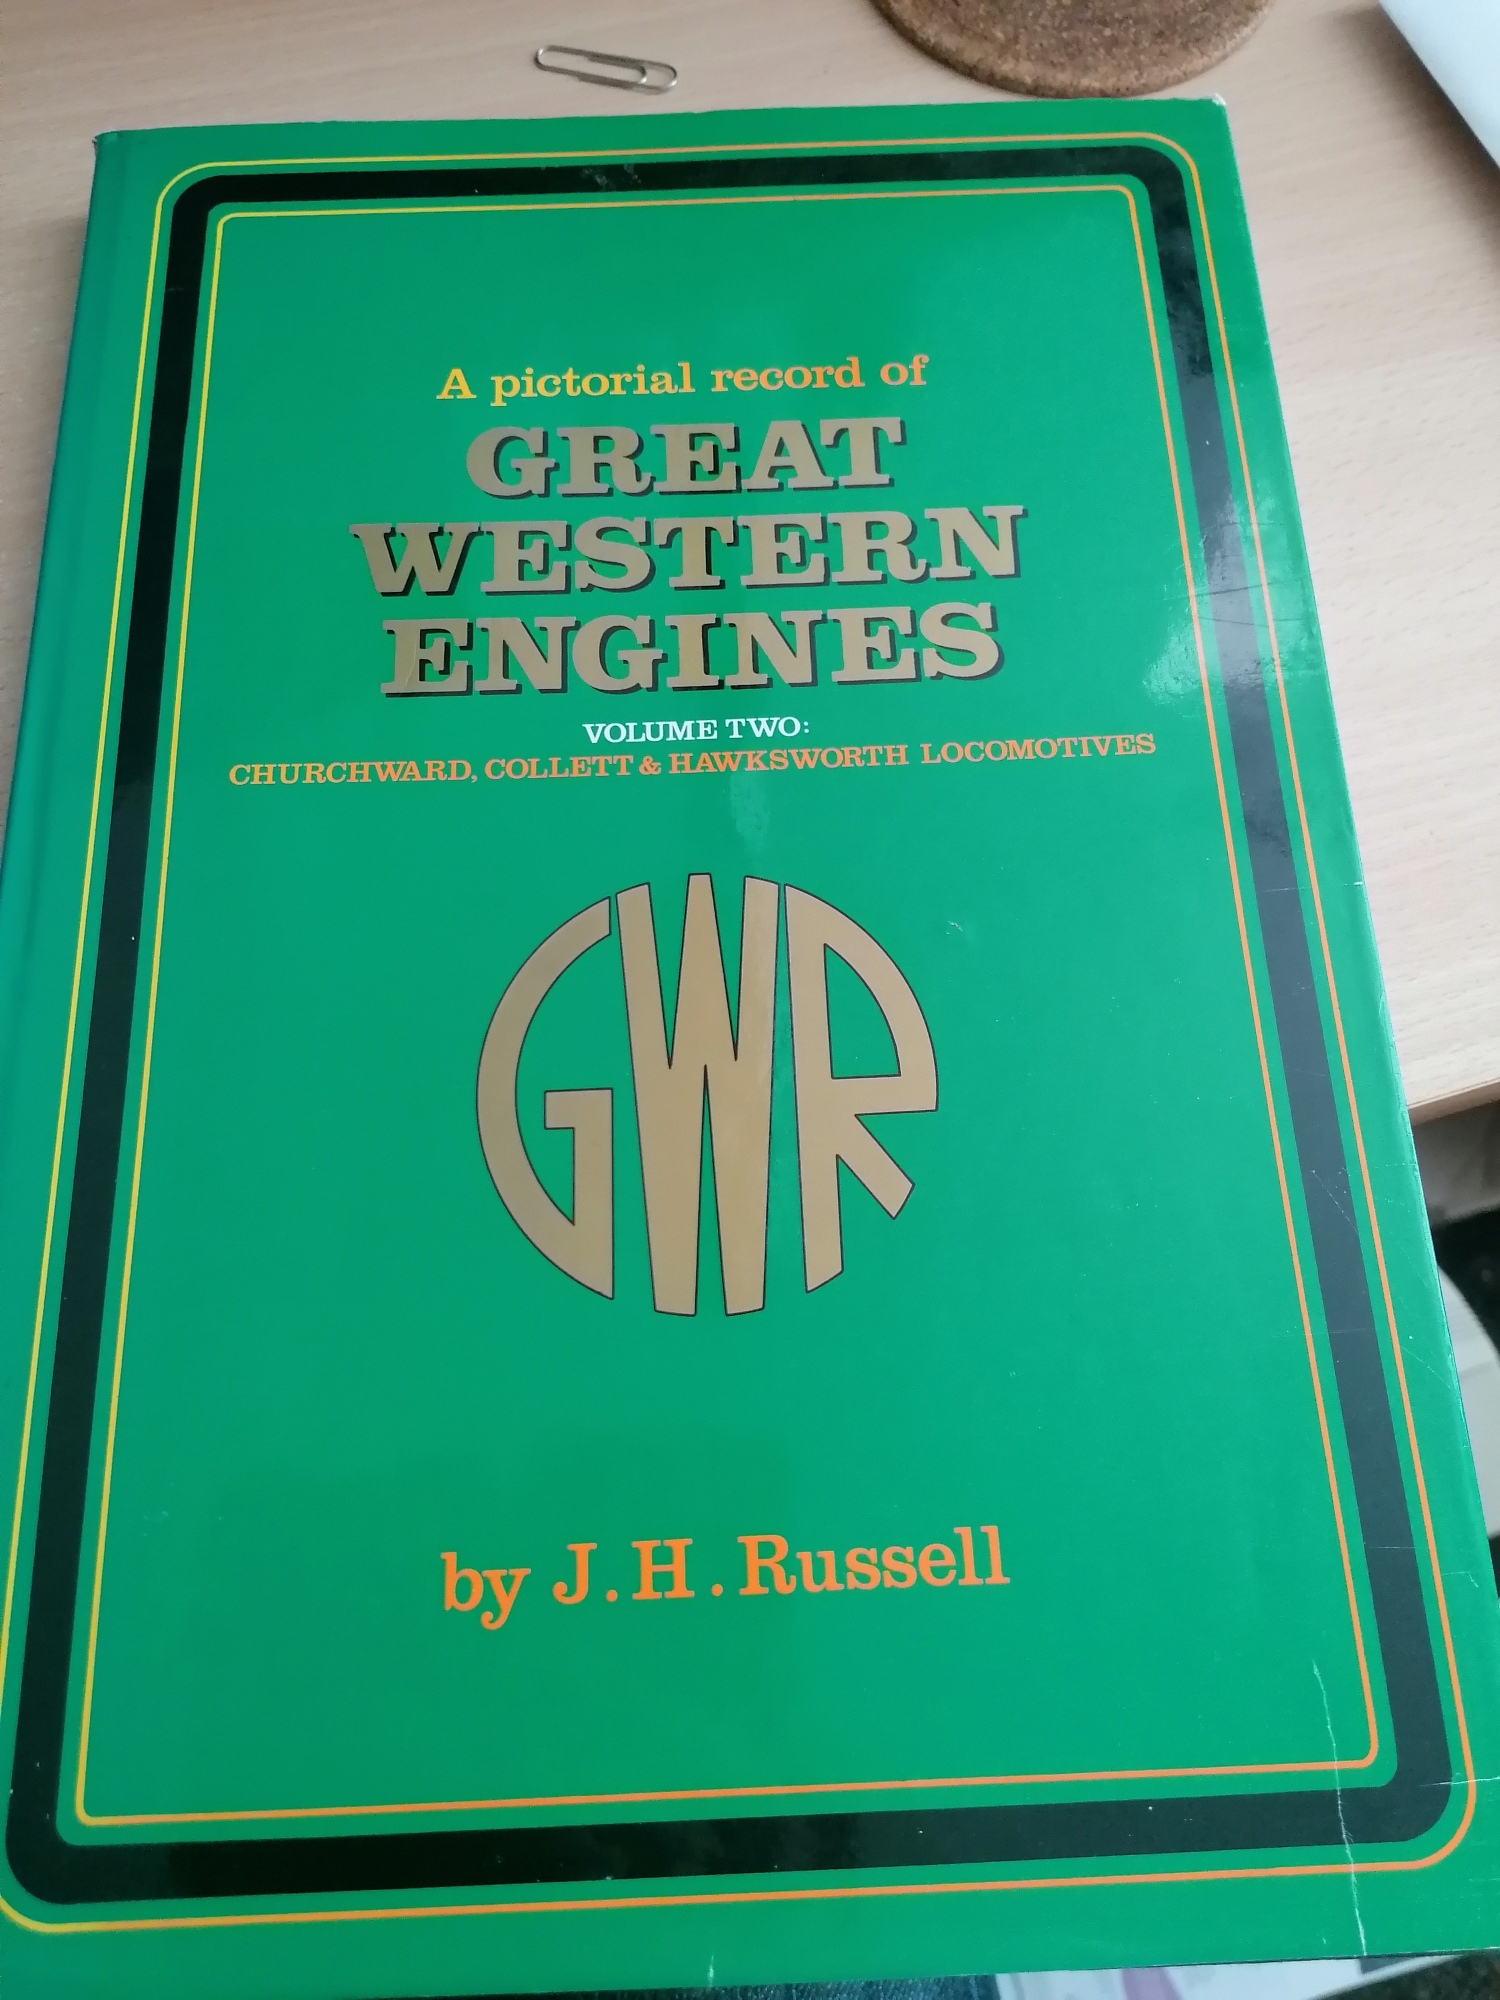 A pictorial record of
GREAT
WESTERN
ENGINES
VOLUME TWO:
CHURCHWARD, COLLETT & HAWKSWORTH LOCOMOTIVES
GWR
by J. H. Russell